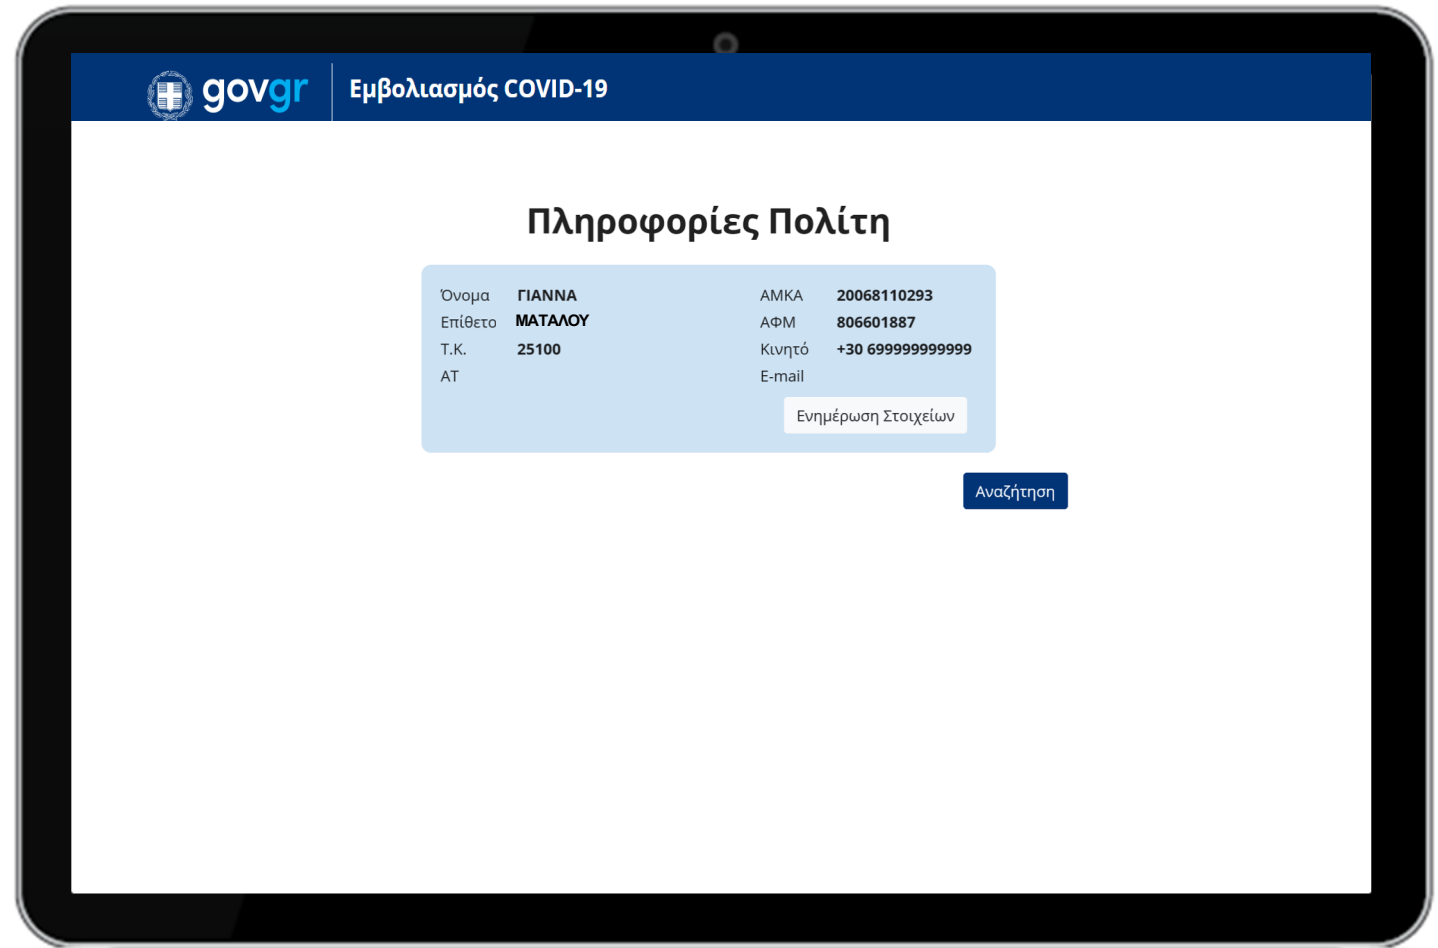 govgr
Εμβολιασμός COVID-19
Πληροφορίες Πολίτη
Όνομα ΓΙΑΝΝΑ
Επίθετο ΜΑΤΑΛΟΥ
Τ.Κ. 25100
ΑΤ
ΑΜΚΑ 20068110293
ΑΦΜ 806601887
Κινητό +30 699999999999
E-mail
Ενημέρωση Στοιχείων
Αναζήτηση